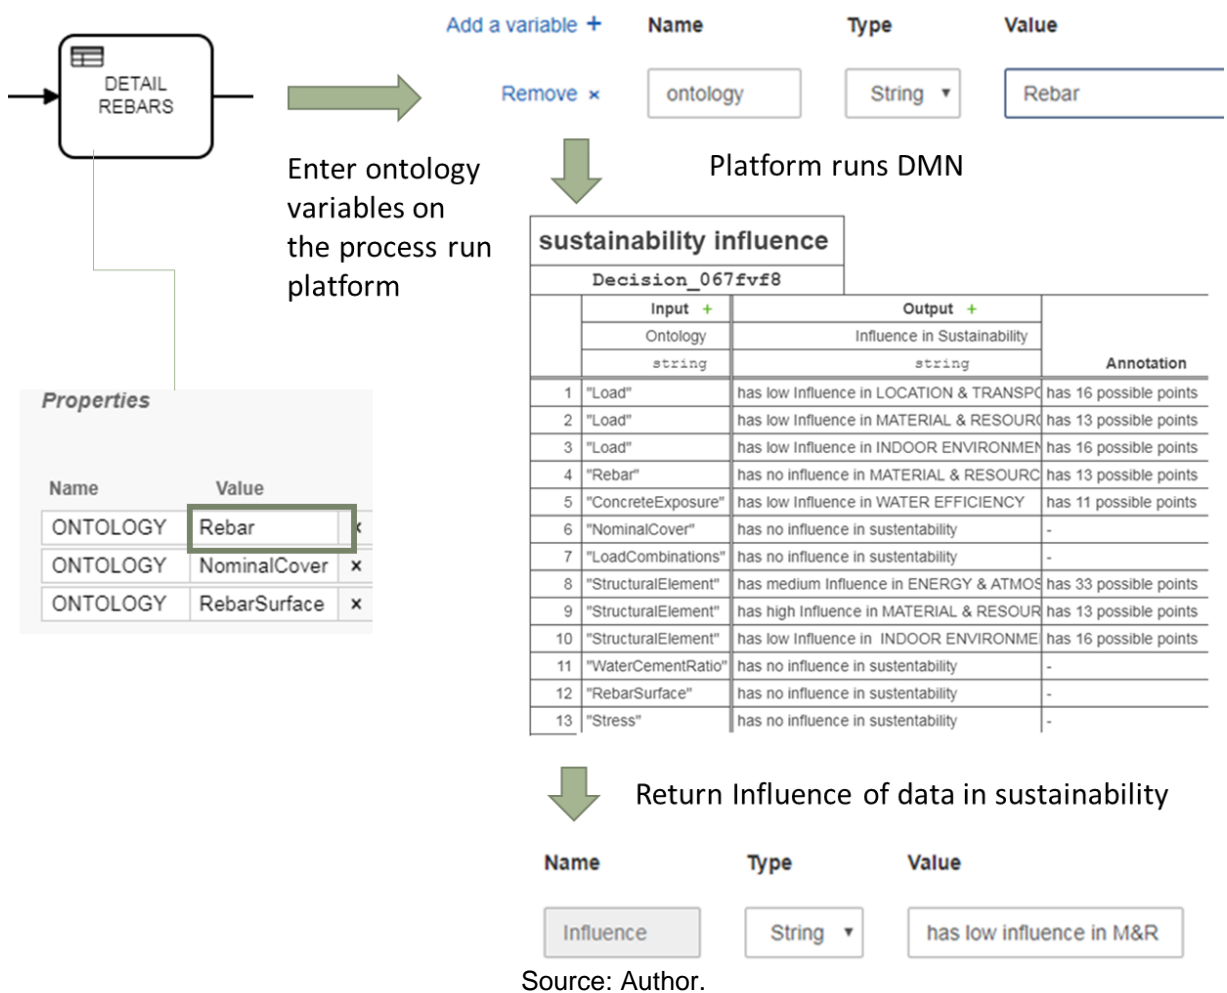 DETAIL
REBARS
Add a variable +
Name Type Value
Remove × ontology String ▾ Rebar
Enter ontology
variables on
the process run
platform
Platform runs DMN
sustainability influence
Decision_067fvf8
Input + Output +
Ontology Influence in Sustainability
string string Annotation
1 "Load" has low Influence in LOCATION & TRANSPO has 16 possible points
2 "Load" has low Influence in MATERIAL & RESOURC has 13 possible points
3 "Load" has low Influence in INDOOR ENVIRONMEN has 16 possible points
4 "Rebar" has no influence in MATERIAL & RESOURC has 13 possible points
5 "ConcreteExposure" has low Influence in WATER EFFICIENCY has 11 possible points
6 "NominalCover" has no influence in sustentability -
7 "LoadCombinations" has no influence in sustentability -
8 "StructuralElement" has medium Influence in ENERGY & ATMOS has 33 possible points
9 "StructuralElement" has high Influence in MATERIAL & RESOUR has 13 possible points
10 "StructuralElement" has low Influence in INDOOR ENVIRONME has 16 possible points
11 "WaterCementRatio" has no influence in sustentability -
12 "RebarSurface" has no influence in sustentability -
13 "Stress" has no influence in sustentability -
Properties
Name Value
ONTOLOGY Rebar ×
ONTOLOGY NominalCover ×
ONTOLOGY RebarSurface ×
Return Influence of data in sustainability
Name Type Value
Influence String ▾ has low influence in M&R
Source: Author.